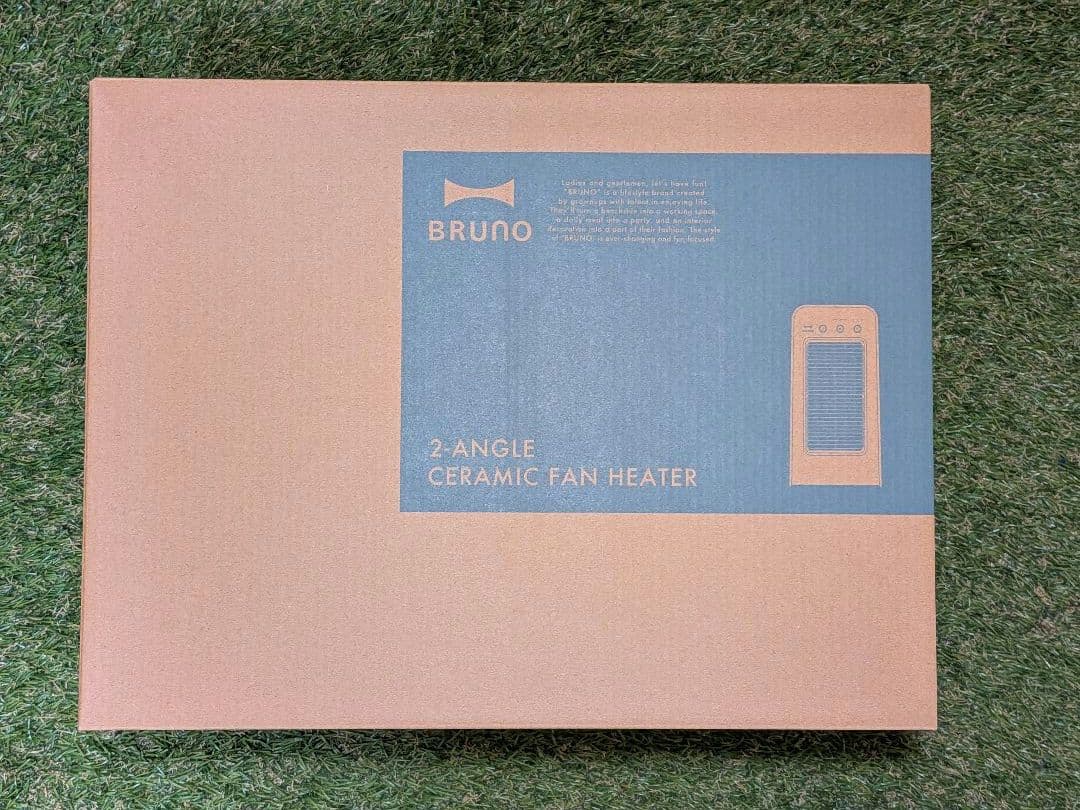 BRUNO
Ladies and gentlemen, let's have fun!
"BRUNO" is a lifestyle brand created
by grownups with talent in enjoying life.
They'll turn a benchside into a working space,
a daily meal into a party, and an interior
decoration into a part of their fashion. The style
of "BRUNO" is ever-changing and fun-focused.
2-ANGLE
CERAMIC FAN HEATER